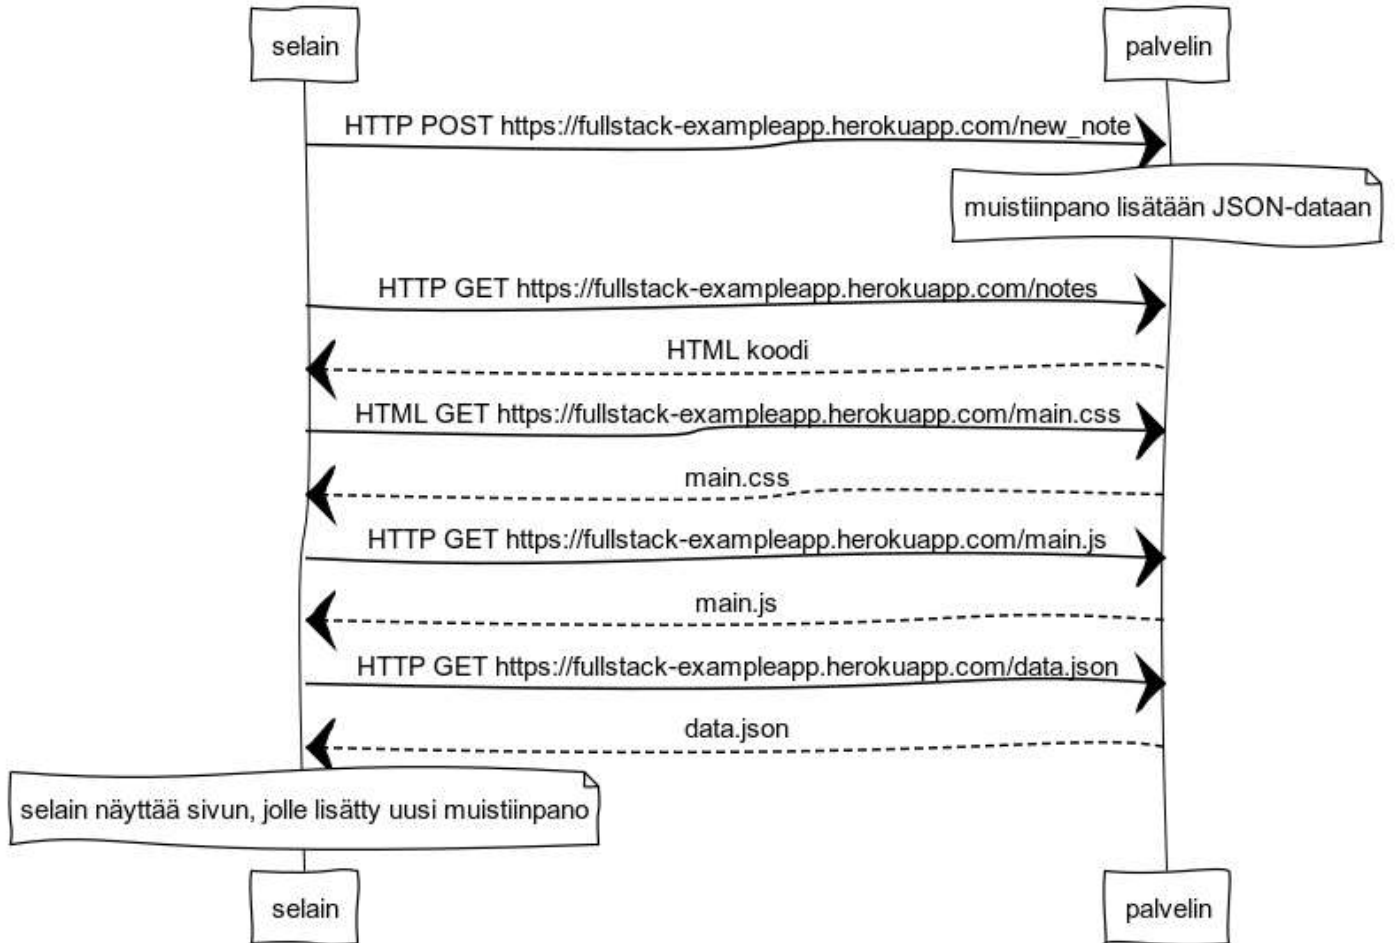 selain
palvelin
HTTP POST https://fullstack-exampleapp.herokuapp.com/new_note
muistiinpano lisätään JSON-dataan
HTTP GET https://fullstack-exampleapp.herokuapp.com/notes
HTML koodi
HTML GET https://fullstack-exampleapp.herokuapp.com/main.css
main.css
HTTP GET https://fullstack-exampleapp.herokuapp.com/main.js
main.js
HTTP GET https://fullstack-exampleapp.herokuapp.com/data.json
data.json
selain näyttää sivun, jolle lisätty uusi muistiinpano
selain
palvelin